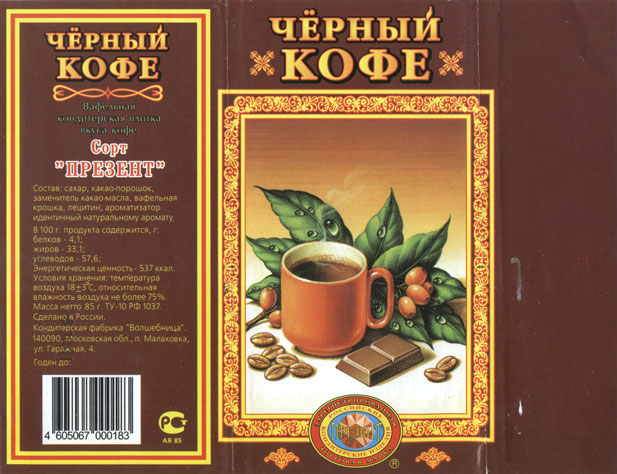 ЧЁРНЫЙ
КОФЕ
Вафельная
кондитерская плитка
вкуса кофе
Сорт
"ПРЕЗЕНТ"
Состав: сахар, какао-порошок,
заменитель какао-масла, вафельная
крошка, лецитин, ароматизатор
идентичный натуральному аромату.
В 100 г. продукта содержится, г:
белков - 4,1;
жиров - 33,1;
углеводов - 57,6;
Энергетическая ценность - 537 ккал.
Условия хранения: температура
воздуха 18±3°С, относительная
влажность воздуха не более 75%.
Масса нетто 85 г. ТУ-10 РФ 1037.
Сделано в России.
Кондитерская фабрика "Волшебница".
140090, Московская обл., п. Малаховка,
ул. Гаражная, 4.
Годен до:
4 605067 000183
РСТ
АЯ 85
ЧЁРНЫЙ
КОФЕ
РОССИЙСКИЕ
КОНДИТЕРСКИЕ ИЗДЕЛИЯ
®